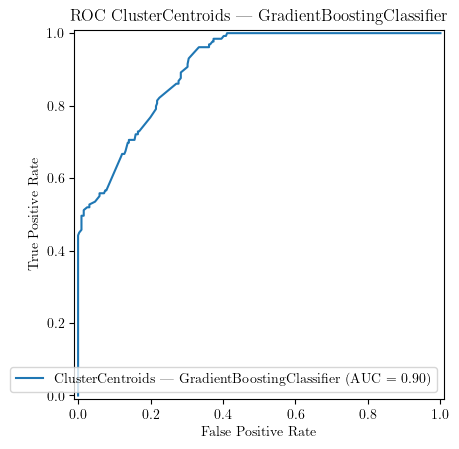 ROC ClusterCentroids — GradientBoostingClassifier
1.0
0.8
0.6
0.4
0.2
0.0
True Positive Rate
ClusterCentroids — GradientBoostingClassifier (AUC = 0.90)
0.0 0.2 0.4 0.6 0.8 1.0
False Positive Rate